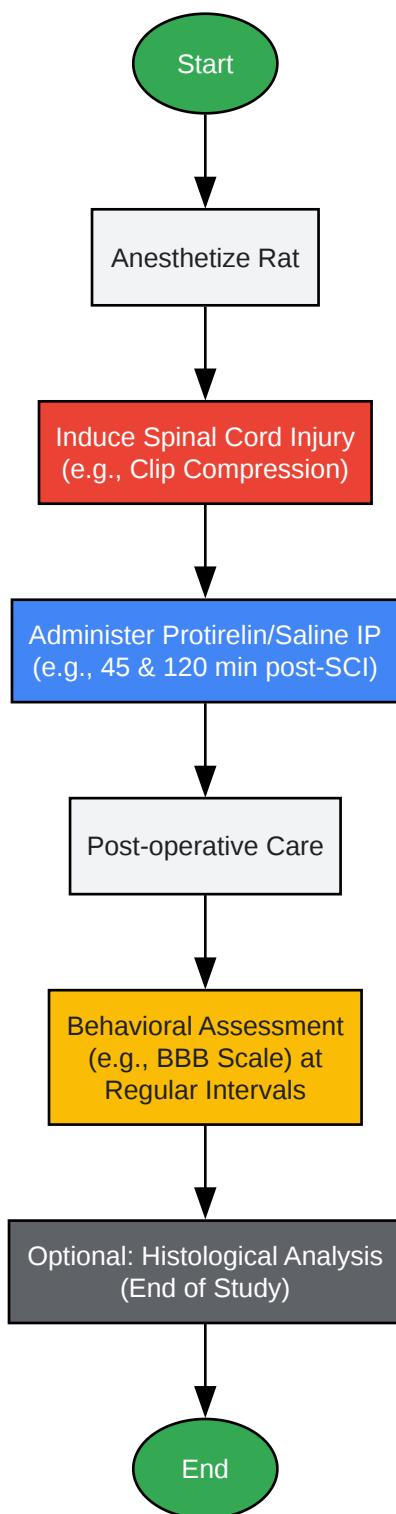 Start
Anesthetize Rat
Induce Spinal Cord Injury
(e.g., Clip Compression)
Administer Protirelin/Saline IP
(e.g., 45 & 120 min post-SCI)
Post-operative Care
Behavioral Assessment
(e.g., BBB Scale) at
Regular Intervals
Optional: Histological Analysis
(End of Study)
End